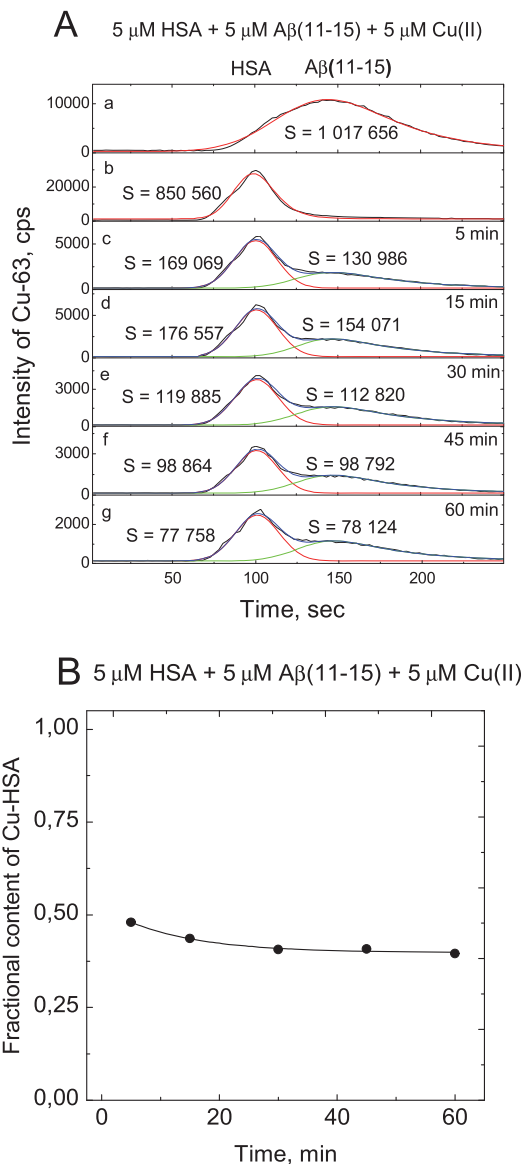 A 5 μM HSA + 5 μM Aβ(11-15) + 5 μM Cu(II)
HSA Aβ(11-15)
Intensity of Cu-63, cps
10000
0
a
S = 1 017 656
20000
0
b
S = 850 560
5000
0
c
5 min
S = 169 069
S = 130 986
5000
0
d
15 min
S = 176 557
S = 154 071
3000
0
e
30 min
S = 119 885
S = 112 820
3000
0
f
45 min
S = 98 864
S = 98 792
2000
0
g
60 min
S = 77 758
S = 78 124
50 100 150 200
Time, sec
B 5 μM HSA + 5 μM Aβ(11-15) + 5 μM Cu(II)
Fractional content of Cu-HSA
1,00
0,75
0,50
0,25
0,00
0 20 40 60
Time, min